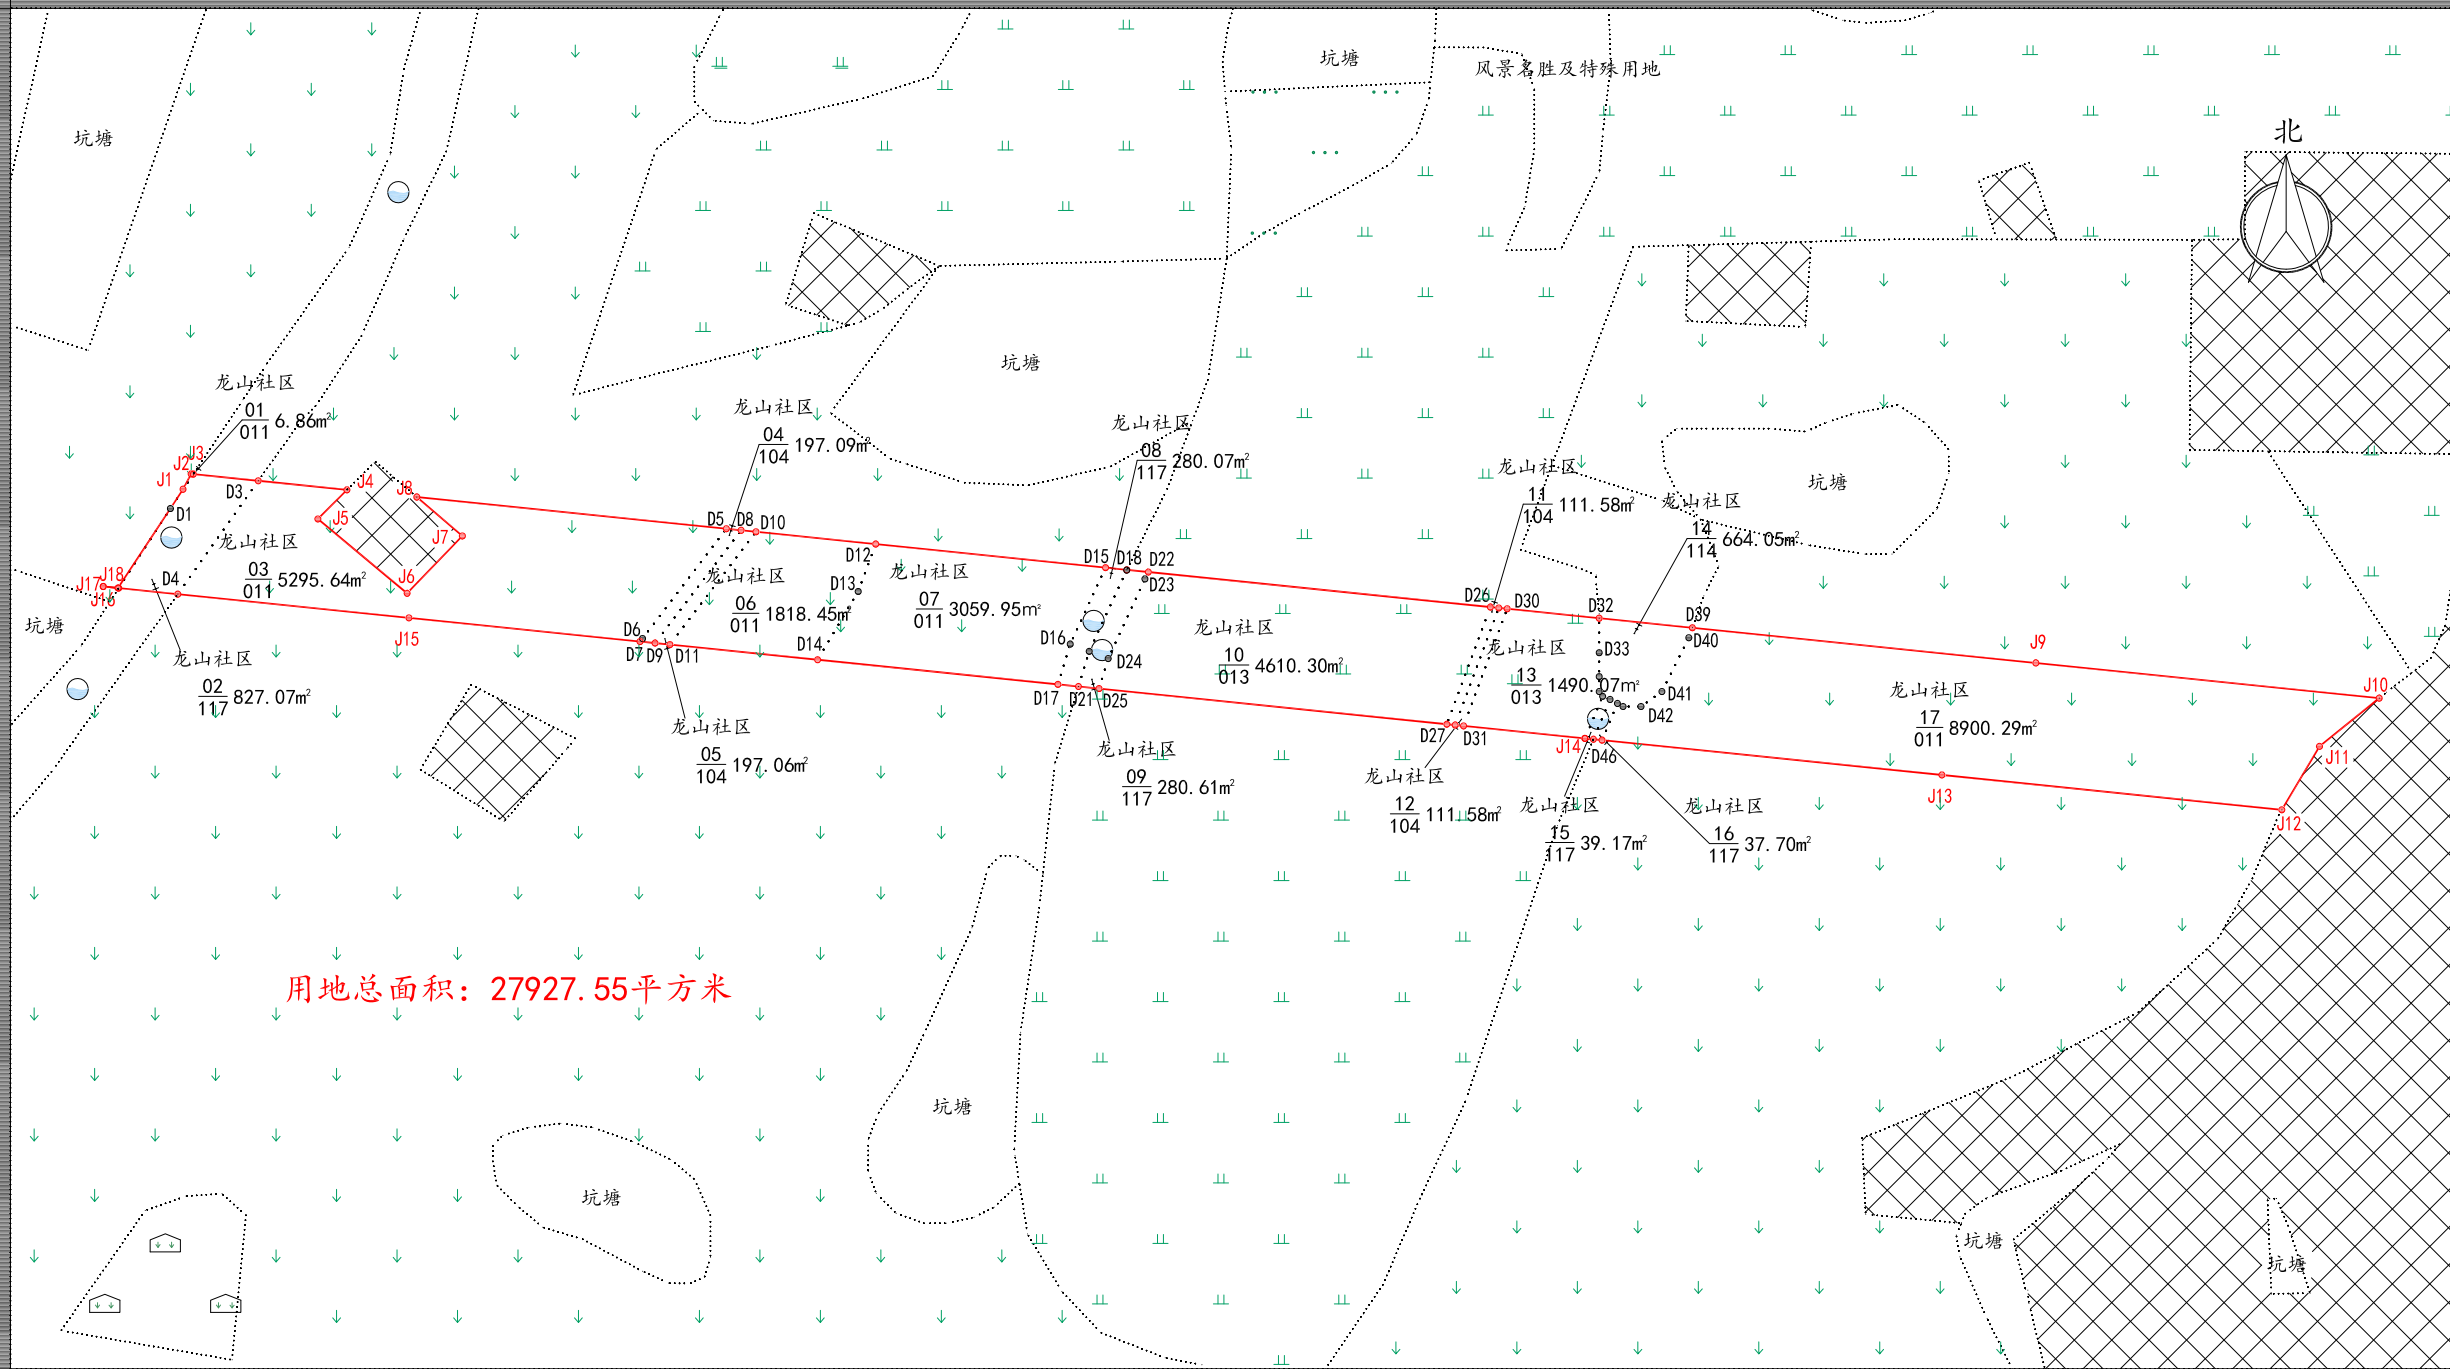 坑塘
风景名胜及特殊用地
北
坑塘
坑塘
坑塘
龙山社区
01
011
6.86m²
龙山社区
04
104
197.09m²
龙山社区
08
117
280.07m²
龙山社区
11
104
111.58m²
龙山社区
14
114
664.05m²
J1
J2
J3
D3
J4
J8
D1
J5
J7
D5
D8
D10
D12
D15
D18
D22
D23
龙山社区
03
011
5295.64m²
J6
J17
J18
J16
D4
J15
D13
龙山社区
06
011
1818.45m²
龙山社区
07
011
3059.95m²
D26
D30
D32
D39
D40
坑塘
D6
D7
D9
D11
D14
D16
D24
D17
D21
D25
龙山社区
10
013
4610.30m²
龙山社区
13
013
1490.07m²
D33
D41
D42
J9
J10
龙山社区
02
117
827.07m²
龙山社区
05
104
197.06m²
龙山社区
09
117
280.61m²
D27
D31
J14
D46
龙山社区
17
011
8900.29m²
J11
J13
J12
龙山社区
12
104
111.58m²
龙山社区
15
117
39.17m²
龙山社区
16
117
37.70m²
用地总面积：27927.55平方米
坑塘
坑塘
坑塘
坑塘